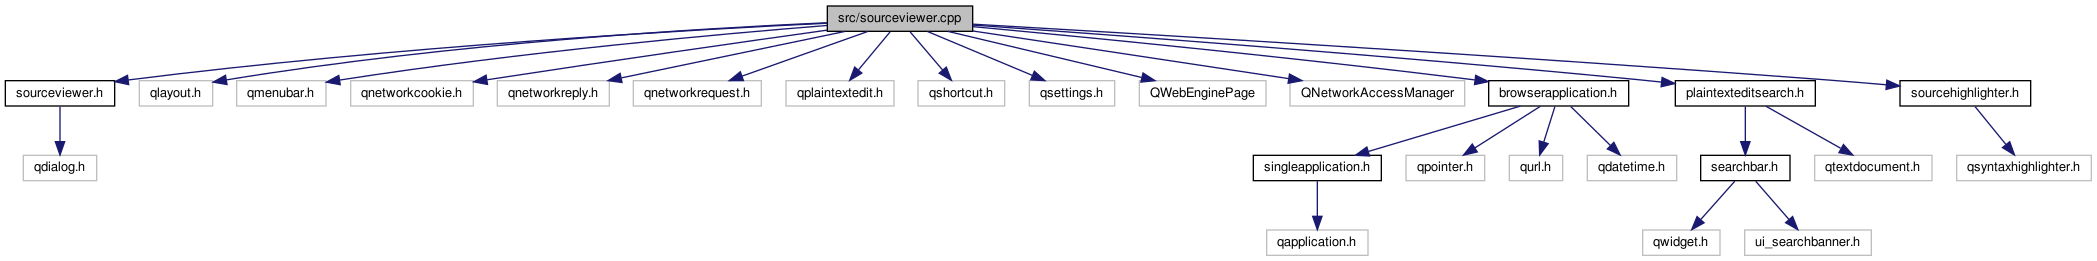 src/sourceviewer.cpp
sourceviewer.h
qlayout.h
qmenubar.h
qnetworkcookie.h
qnetworkreply.h
qnetworkrequest.h
qplaintextedit.h
qshortcut.h
qsettings.h
QWebEnginePage
QNetworkAccessManager
browserapplication.h
plaintexteditsearch.h
sourcehighlighter.h
qdialog.h
singleapplication.h
qpointer.h
qurl.h
qdatetime.h
searchbar.h
qtextdocument.h
qsyntaxhighlighter.h
qapplication.h
qwidget.h
ui_searchbanner.h